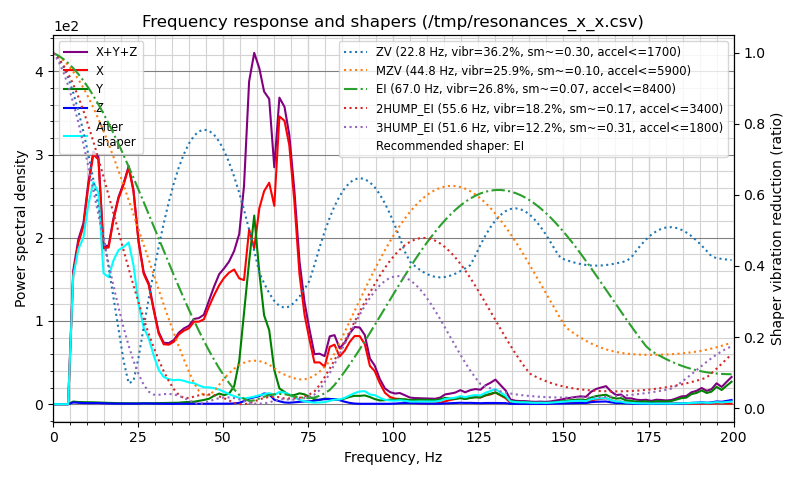 Frequency response and shapers (/tmp/resonances_x_x.csv)
1e2
X+Y+Z
X
Y
Z
After
shaper
ZV (22.8 Hz, vibr=36.2%, sm~=0.30, accel<=1700)
MZV (44.8 Hz, vibr=25.9%, sm~=0.10, accel<=5900)
EI (67.0 Hz, vibr=26.8%, sm~=0.07, accel<=8400)
2HUMP_EI (55.6 Hz, vibr=18.2%, sm~=0.17, accel<=3400)
3HUMP_EI (51.6 Hz, vibr=12.2%, sm~=0.31, accel<=1800)
Recommended shaper: EI
Power spectral density
4
3
2
1
0
Shaper vibration reduction (ratio)
1.0
0.8
0.6
0.4
0.2
0.0
0 25 50 75 100 125 150 175 200
Frequency, Hz